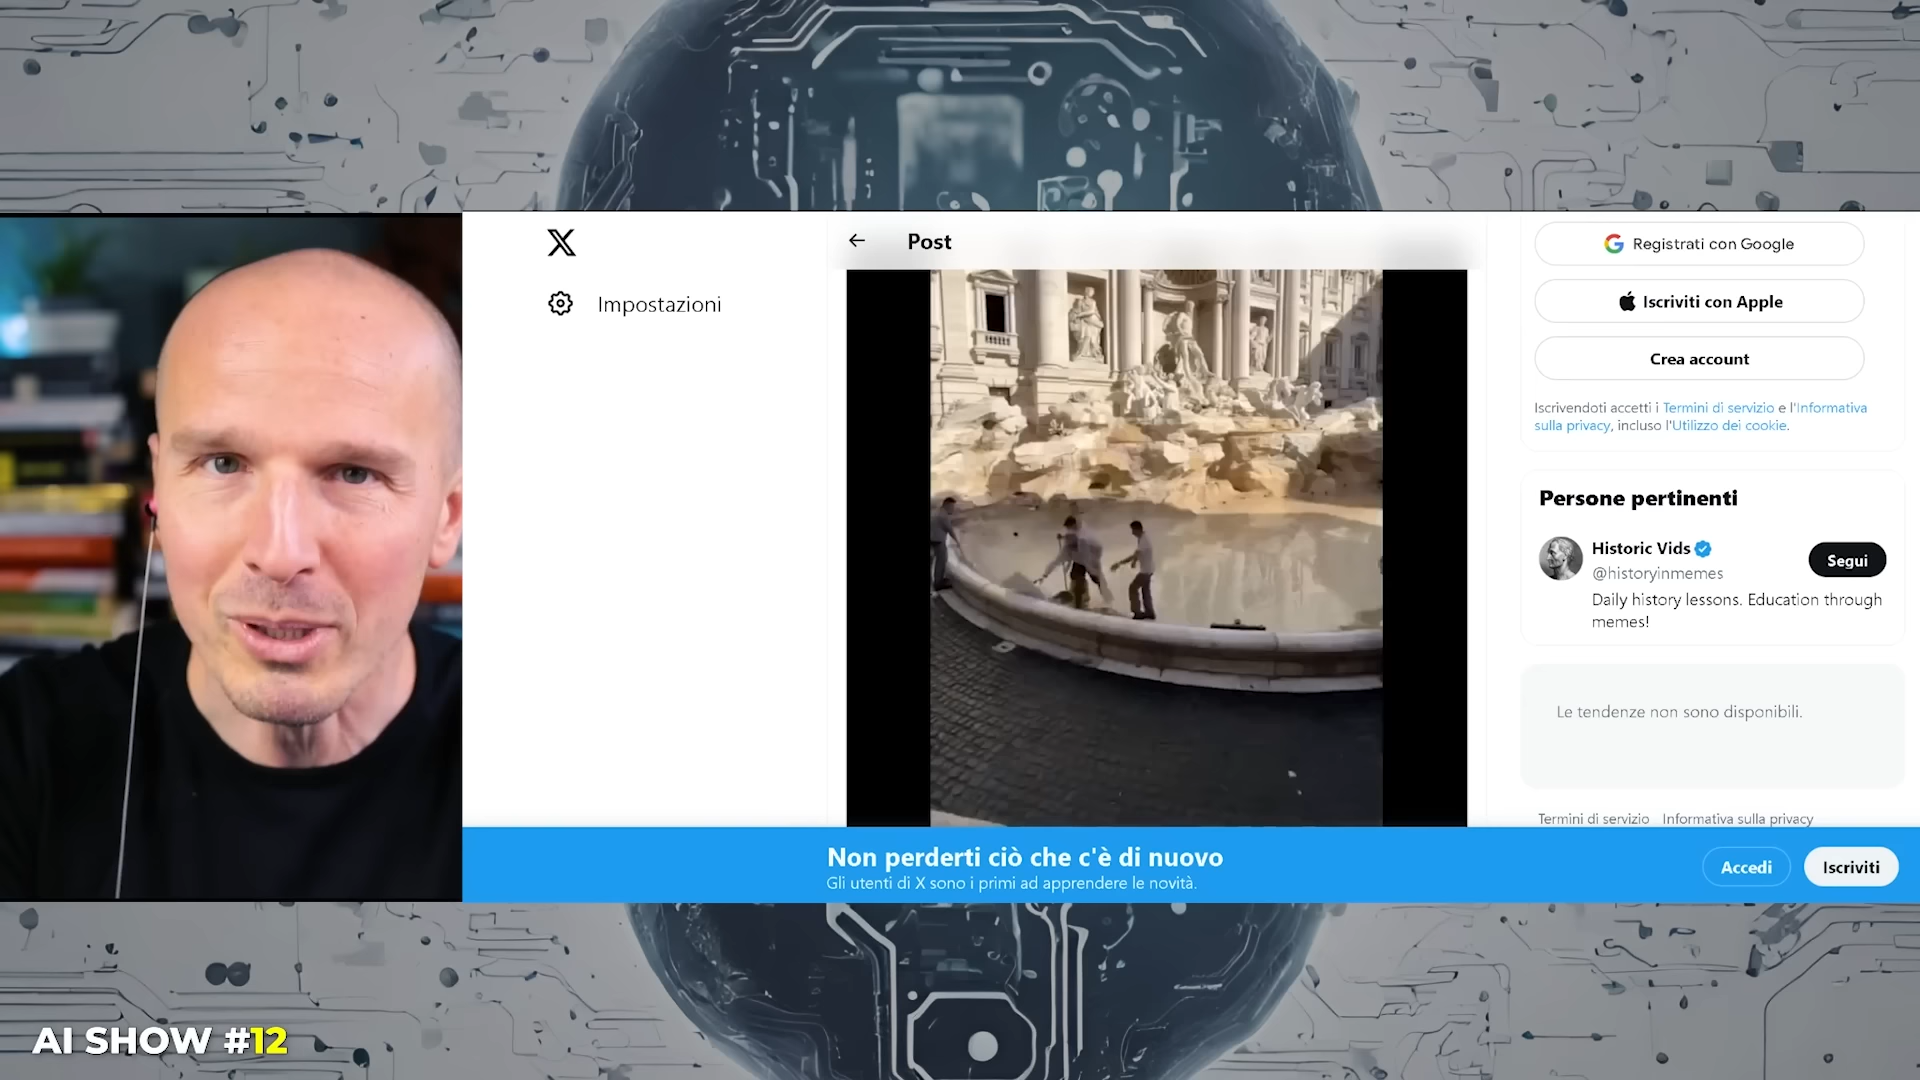 Post
Impostazioni
Registrati con Google
Iscriviti con Apple
Crea account
Iscrivendoti accetti i Termini di servizio e l'Informativa
sulla privacy, incluso l'Utilizzo dei cookie.
Persone pertinenti
Historic Vids
@historyinmemes
Segui
Daily history lessons. Education through
memes!
Le tendenze non sono disponibili.
Termini di servizio Informativa sulla privacy
Non perderti ciò che c'è di nuovo
Gli utenti di X sono i primi ad apprendere le novità.
Accedi
Iscriviti
AI SHOW #12